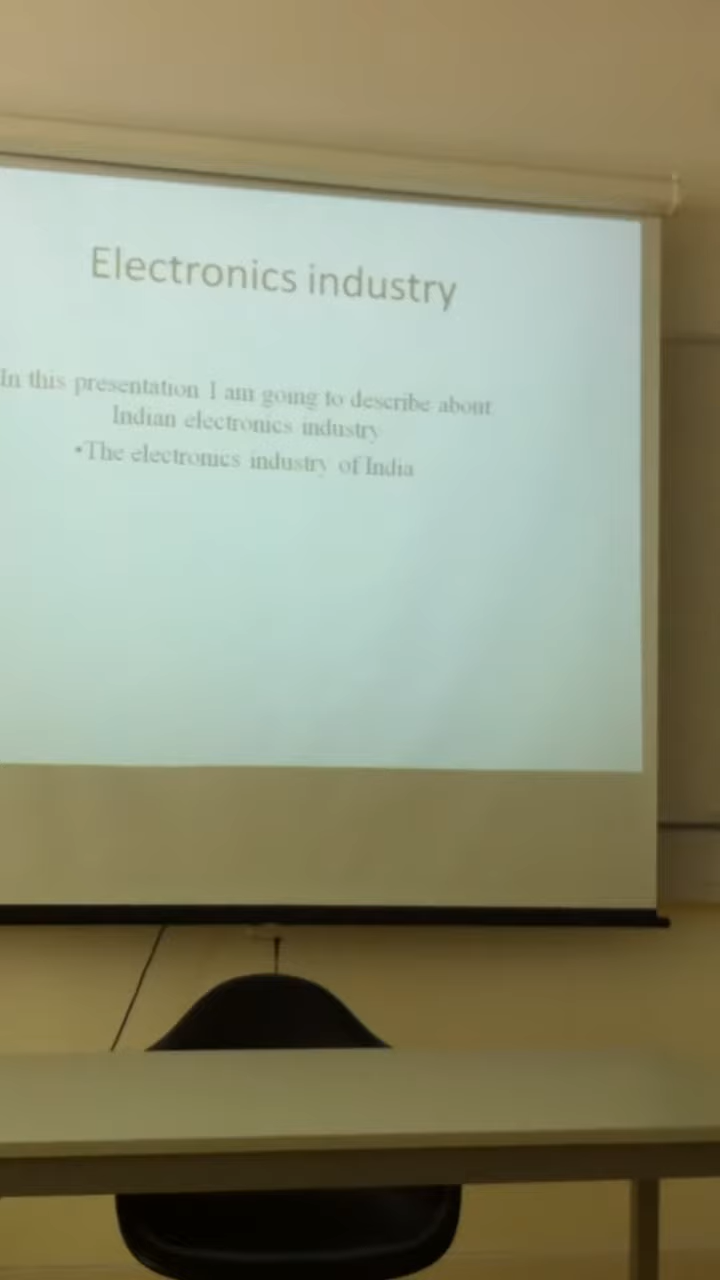 Electronics industry
In this presentation I am going to describe about
Indian electronics industry
•The electronics industry of India